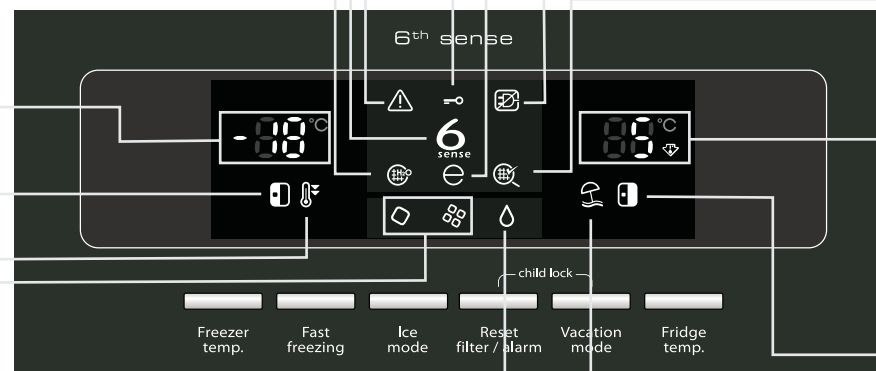 6th sense
-18 °C
5 °C
6
sense
child lock
Freezer
temp.
Fast
freezing
Ice
mode
Reset
filter / alarm
Vacation
mode
Fridge
temp.